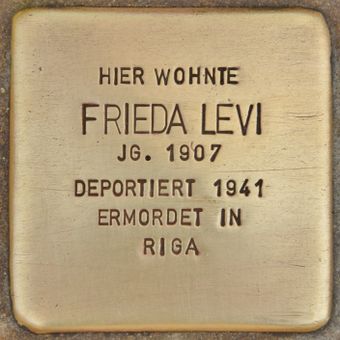 HIER WOHNTE
FRIEDA LEVI
JG. 1907
DEPORTIERT 1941
ERMORDET IN
RIGA